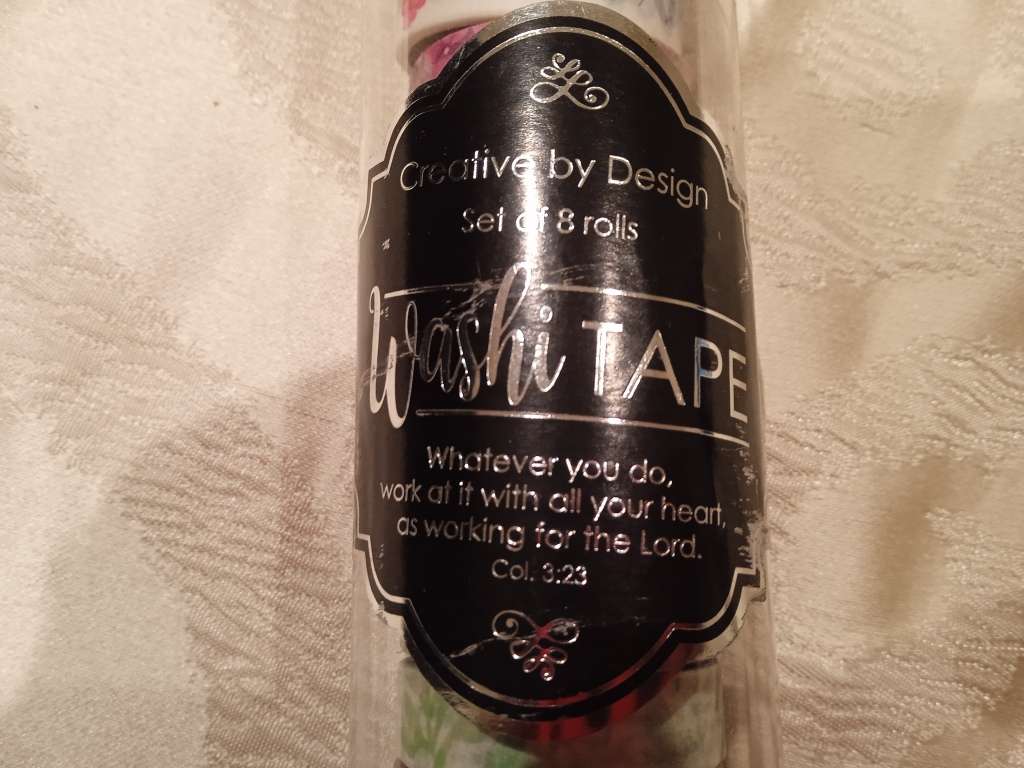 Creative by Design
Set of 8 rolls
Washi TAPE
Whatever you do,
work at it with all your heart,
as working for the Lord.
Col. 3:23